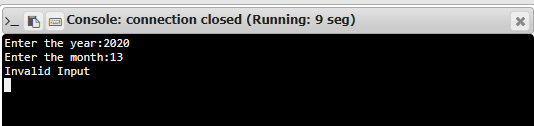 >_ Console: connection closed (Running: 9 seg)
Enter the year:2020
Enter the month:13
Invalid Input